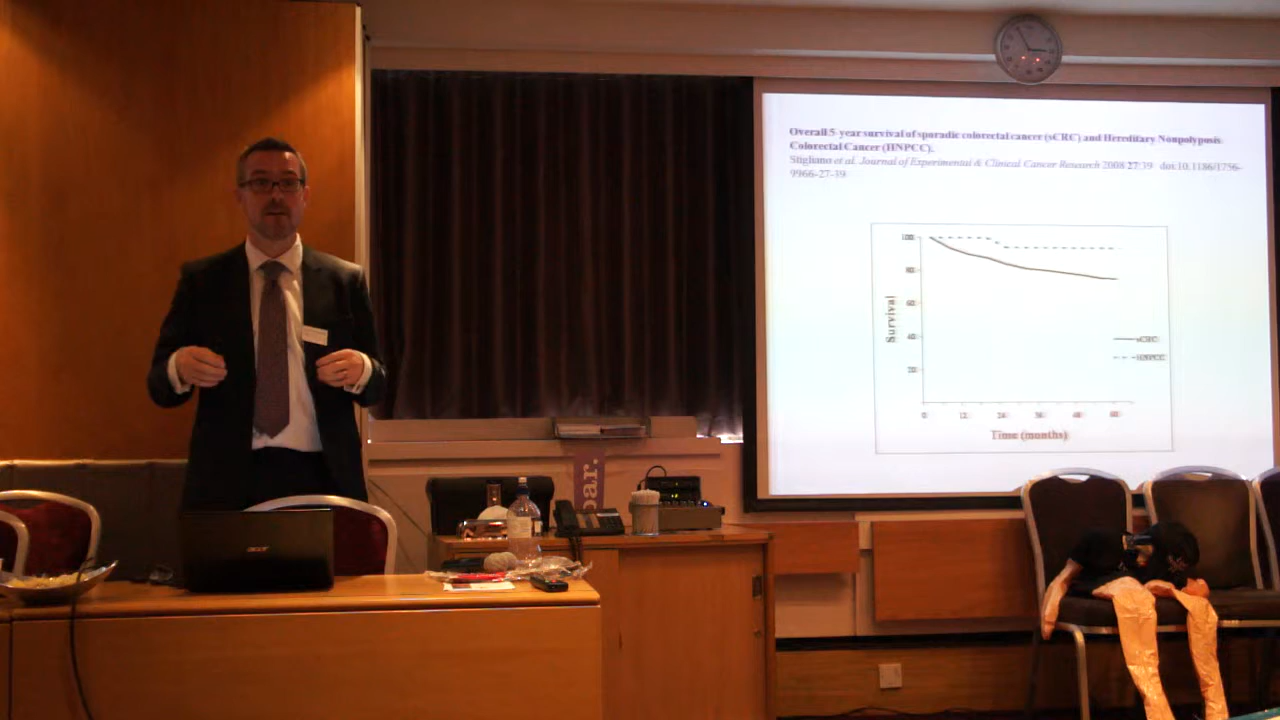 Overall 5-year survival of sporadic colorectal cancer (sCRC) and Hereditary Nonpolyposis
Colorectal Cancer (HNPCC).
Stigliano et al. Journal of Experimental & Clinical Cancer Research 2008 27:39 doi:10.1186/1756-
9966-27-39
100
80
60
40
20
Survival
sCRC
HNPCC
0 12 24 36 48 60
Time (months)
acer
bar.